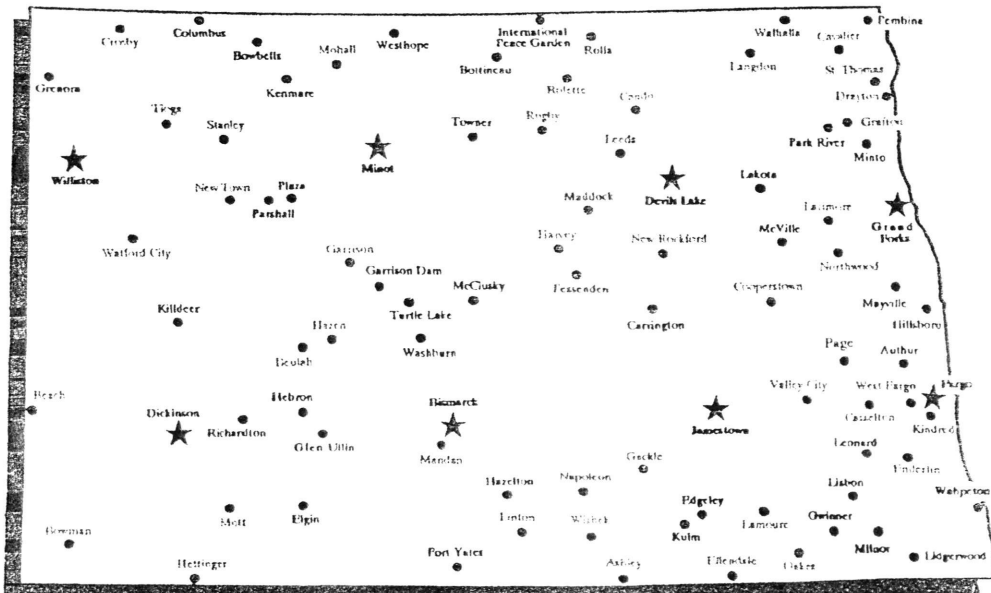 Columbus
International
Peace Garden
Walhalla
Pembina
Crosby
Bowbells
Mohall
Westhope
Rolla
Cavalier
Bottineau
Langdon
St. Thomas
Grenora
Kenmare
Rolette
Drayton
Tioga
Stanley
Towner
Rugby
Cando
Grafton
Leeds
Park River
Minto
Williston
Minot
Devils Lake
Lakota
New Town
Parshall
Plaza
Maddock
Larimore
Grand
Forks
McVille
Watford City
Garrison
Harvey
New Rockford
Northwood
Garrison Dam
McClusky
Fessenden
Cooperstown
Mayville
Killdeer
Turtle Lake
Carrington
Hillsboro
Hazen
Washburn
Page
Authur
Beulah
Beach
Dickinson
Hebron
Bismarck
Valley City
West Fargo
Fargo
Richardton
Glen Ullin
Jamestown
Casselton
Kindred
Mandan
Leonard
Gackle
Enderlin
Hazelton
Napoleon
Lisbon
Wahpeton
Mott
Elgin
Linton
Wishek
Edgeley
Kulm
Lamoure
Gwinner
Milnor
Bowman
Fort Yates
Lidgerwood
Hettinger
Ashley
Ellendale
Oakes